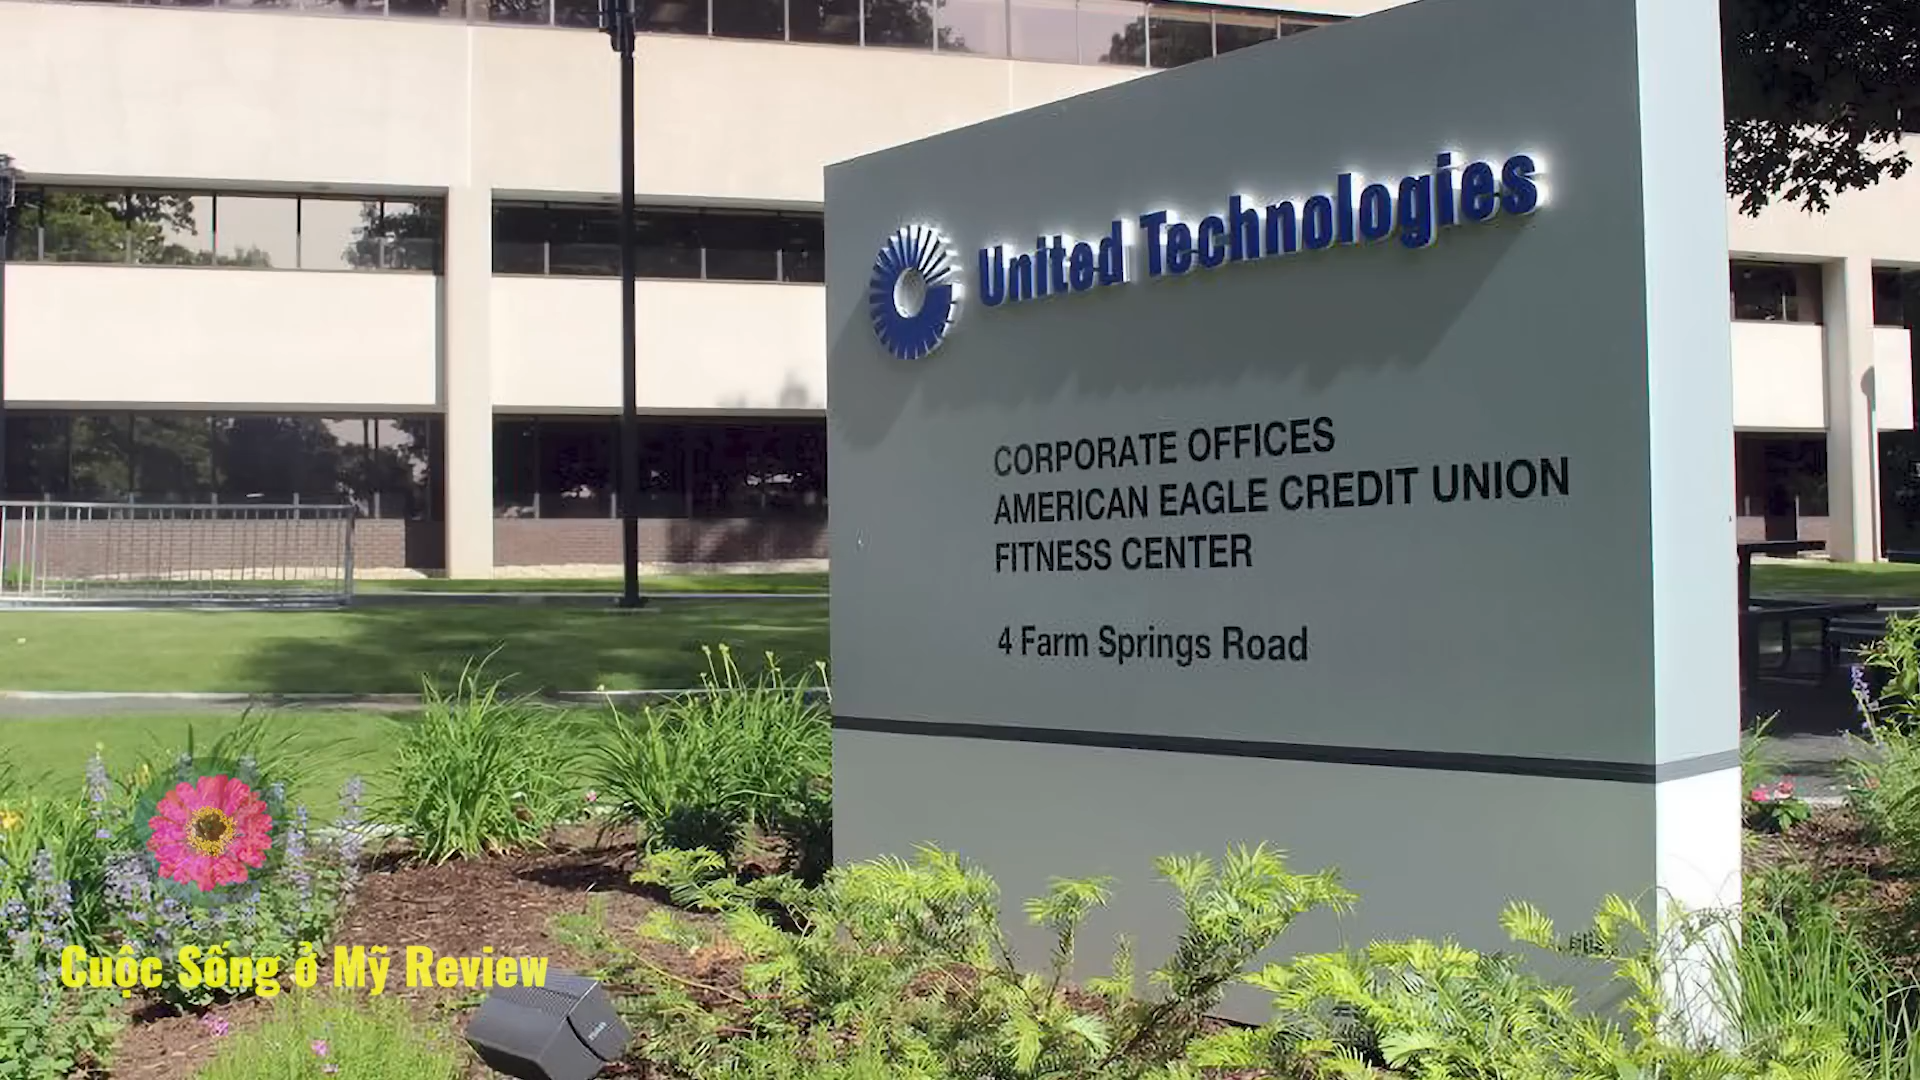 United Technologies
CORPORATE OFFICES
AMERICAN EAGLE CREDIT UNION
FITNESS CENTER
4 Farm Springs Road
Cuộc Sống ở Mỹ Review